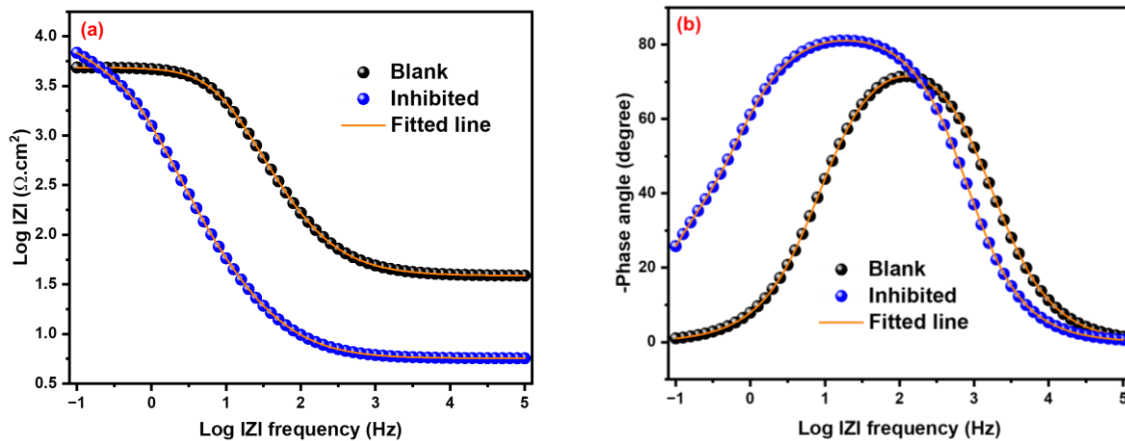 (a)
4.0
3.5
3.0
2.5
2.0
1.5
1.0
0.5
Log IZI (Ω.cm²)
Blank
Inhibited
Fitted line
−1 0 1 2 3 4 5
Log IZI frequency (Hz)
(b)
80
60
40
20
0
-Phase angle (degree)
Blank
Inhibited
Fitted line
−1 0 1 2 3 4 5
Log IZI frequency (Hz)